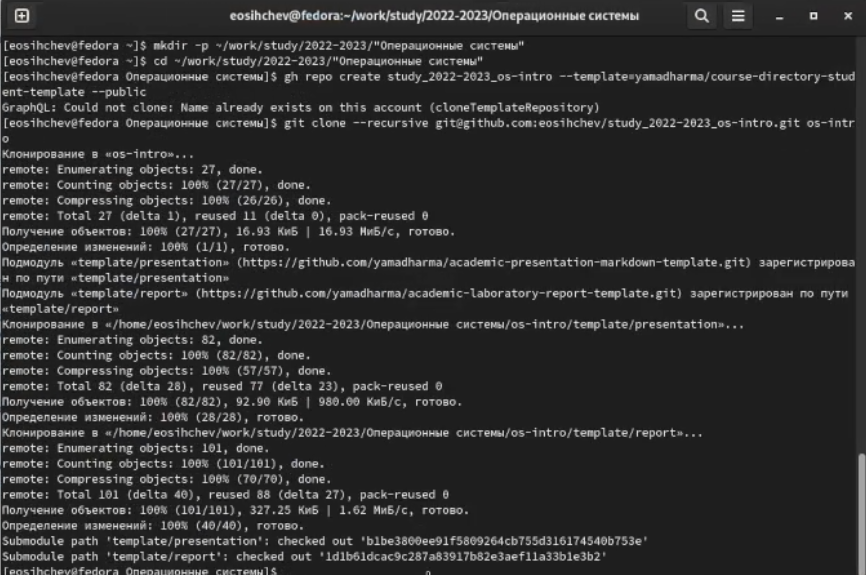 eosihchev@fedora:~/work/study/2022-2023/Операционные системы
[eosihchev@fedora ~]$ mkdir -p ~/work/study/2022-2023/"Операционные системы"
[eosihchev@fedora ~]$ cd ~/work/study/2022-2023/"Операционные системы"
[eosihchev@fedora Операционные системы]$ gh repo create study_2022-2023_os-intro --template=yamadharma/course-directory-stud
ent-template --public
GraphQL: Could not clone: Name already exists on this account (cloneTemplateRepository)
[eosihchev@fedora Операционные системы]$ git clone --recursive git@github.com:eosihchev/study_2022-2023_os-intro.git os-intr
o
Клонирование в «os-intro»...
remote: Enumerating objects: 27, done.
remote: Counting objects: 100% (27/27), done.
remote: Compressing objects: 100% (26/26), done.
remote: Total 27 (delta 1), reused 11 (delta 0), pack-reused 0
Получение объектов: 100% (27/27), 16.93 КиБ | 16.93 МиБ/с, готово.
Определение изменений: 100% (1/1), готово.
Подмодуль «template/presentation» (https://github.com/yamadharma/academic-presentation-markdown-template.git) зарегистрирова
н по пути «template/presentation»
Подмодуль «template/report» (https://github.com/yamadharma/academic-laboratory-report-template.git) зарегистрирован по пути
«template/report»
Клонирование в «/home/eosihchev/work/study/2022-2023/Операционные системы/os-intro/template/presentation»...
remote: Enumerating objects: 82, done.
remote: Counting objects: 100% (82/82), done.
remote: Compressing objects: 100% (57/57), done.
remote: Total 82 (delta 28), reused 77 (delta 23), pack-reused 0
Получение объектов: 100% (82/82), 92.90 КиБ | 980.00 КиБ/с, готово.
Определение изменений: 100% (28/28), готово.
Клонирование в «/home/eosihchev/work/study/2022-2023/Операционные системы/os-intro/template/report»...
remote: Enumerating objects: 101, done.
remote: Counting objects: 100% (101/101), done.
remote: Compressing objects: 100% (70/70), done.
remote: Total 101 (delta 40), reused 88 (delta 27), pack-reused 0
Получение объектов: 100% (101/101), 327.25 КиБ | 1.62 МиБ/с, готово.
Определение изменений: 100% (40/40), готово.
Submodule path 'template/presentation': checked out 'b1be3800ee91f5809264cb755d316174540b753e'
Submodule path 'template/report': checked out '1d1b61dcac9c287a83917b82e3aef11a33b1e3b2'
[eosihchev@fedora Операционные системы]$